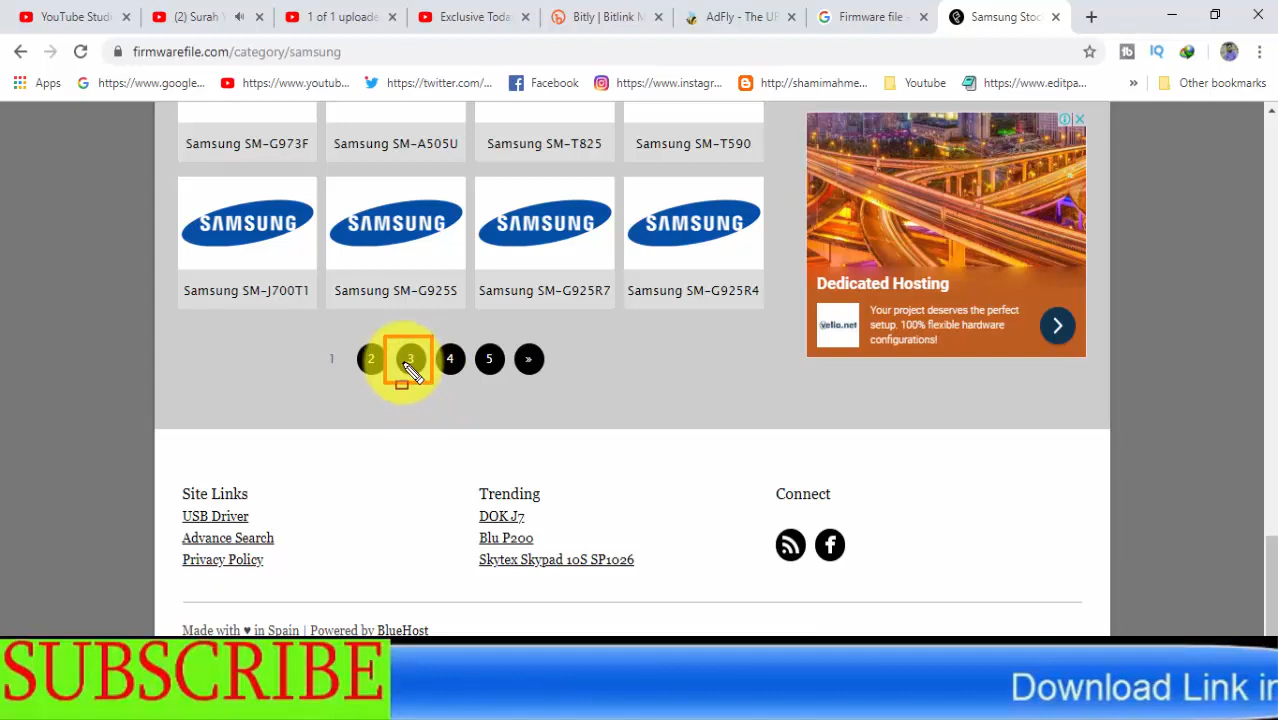 YouTube Studi
(2) Surah Y
1 of 1 uploade
Exclusive Toda
Bitly | Bitlink M
AdFly - The UR
Firmware file -
Samsung Stoc
firmwarefile.com/category/samsung
Apps
https://www.google...
https://www.youtub...
https://twitter.com/...
Facebook
https://www.instagr...
http://shamimahme...
Youtube
https://www.editpa...
»
Other bookmarks
Samsung SM-G973F
Samsung SM-A505U
Samsung SM-T825
Samsung SM-T590
SAMSUNG
SAMSUNG
SAMSUNG
SAMSUNG
amsung SM-J700T1
Samsung SM-G925S
Samsung SM-G925R7
Samsung SM-G925R4
Dedicated Hosting
velia.net
Your project deserves the perfect
setup. 100% flexible hardware
configurations!
1 2 3 4 5 »
Site Links
USB Driver
Advance Search
Privacy Policy
Trending
DOK J7
Blu P200
Skytex Skypad 10S SP1026
Connect
Made with ♥ in Spain | Powered by BlueHost
SUBSCRIBE
Download Link in